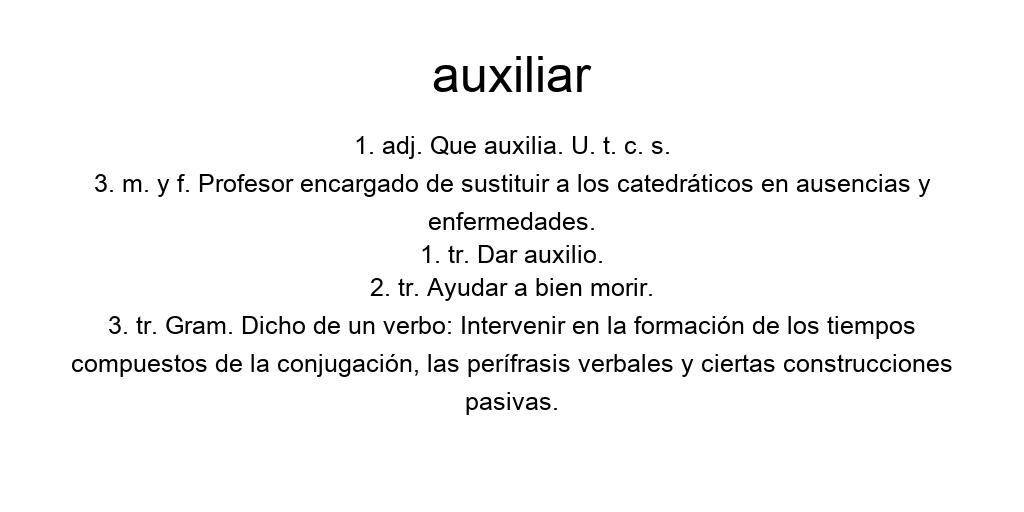 auxiliar
1. adj. Que auxilia. U. t. c. s.
3. m. y f. Profesor encargado de sustituir a los catedráticos en ausencias y
enfermedades.
1. tr. Dar auxilio.
2. tr. Ayudar a bien morir.
3. tr. Gram. Dicho de un verbo: Intervenir en la formación de los tiempos
compuestos de la conjugación, las perífrasis verbales y ciertas construcciones
pasivas.